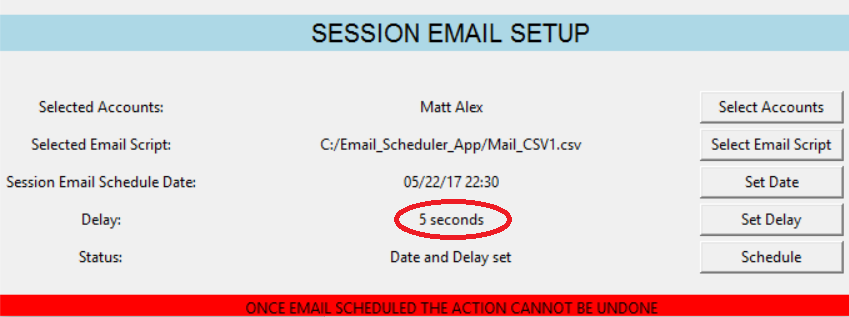 SESSION EMAIL SETUP
Selected Accounts: Matt Alex Select Accounts
Selected Email Script: C:/Email_Scheduler_App/Mail_CSV1.csv Select Email Script
Session Email Schedule Date: 05/22/17 22:30 Set Date
Delay: 5 seconds Set Delay
Status: Date and Delay set Schedule
ONCE EMAIL SCHEDULED THE ACTION CANNOT BE UNDONE